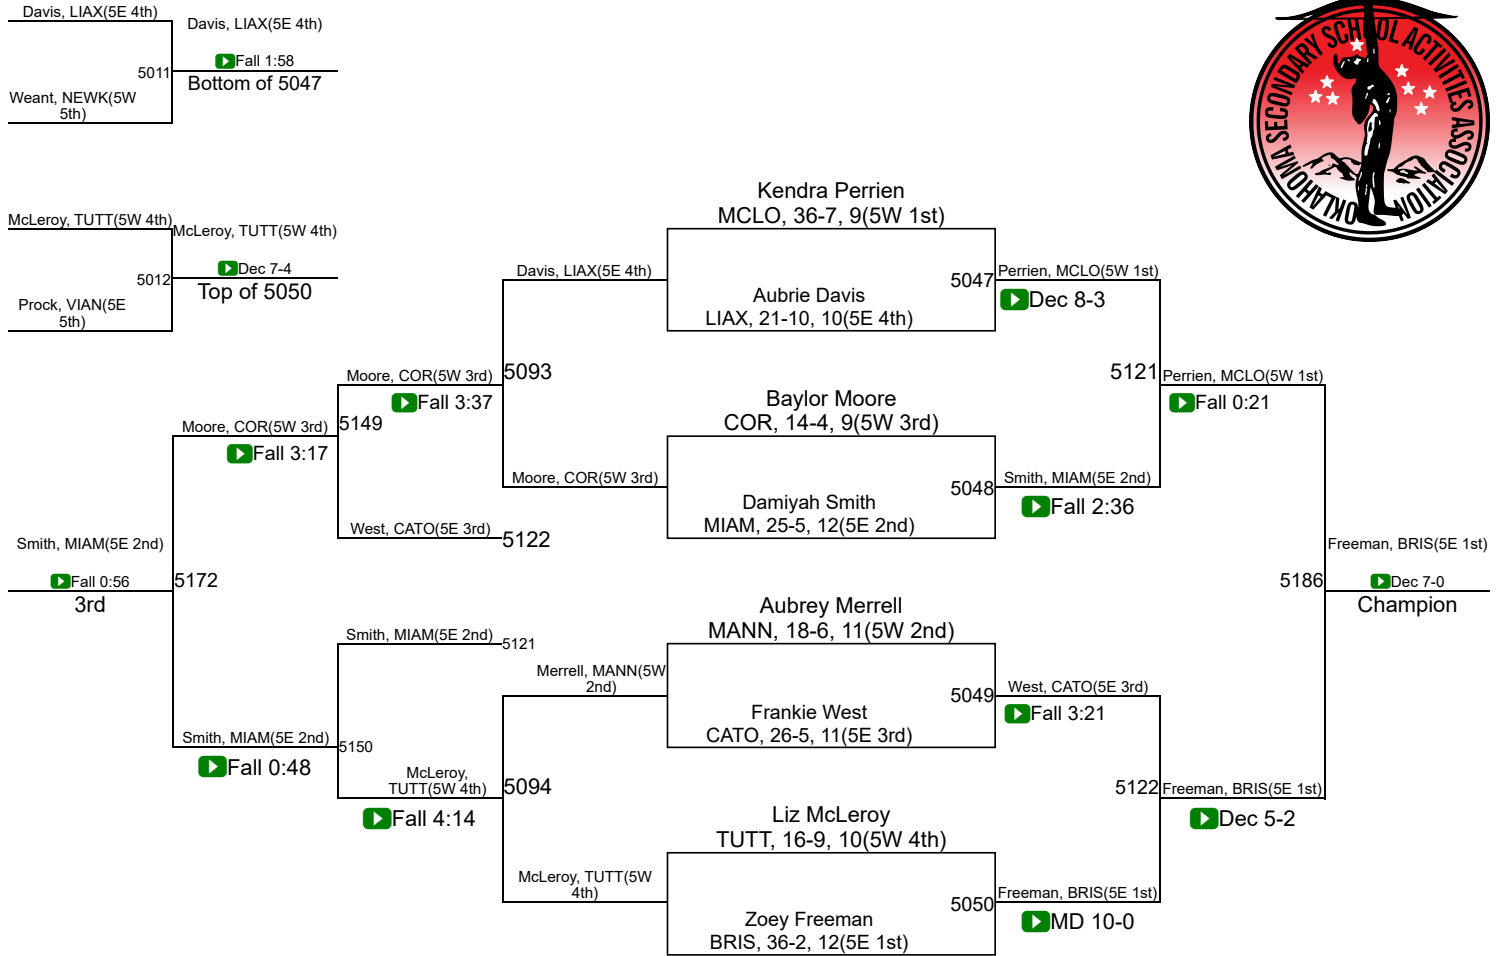 Davis, LIAX(5E 4th)
Davis, LIAX(5E 4th)
Fall 1:58
5011
Bottom of 5047
Weant, NEWK(5W
5th)
OKLAHOMA SECONDARY SCHOOL ACTIVITIES ASSOCIATION
McLeroy, TUTT(5W 4th)
McLeroy, TUTT(5W 4th)
Dec 7-4
5012
Top of 5050
Prock, VIAN(5E
5th)
Kendra Perrien
MCLO, 36-7, 9(5W 1st)
Davis, LIAX(5E 4th)
5047
Perrien, MCLO(5W 1st)
Aubrie Davis
Dec 8-3
LIAX, 21-10, 10(5E 4th)
Moore, COR(5W 3rd)
5093
5121
Perrien, MCLO(5W 1st)
Fall 3:37
Baylor Moore
Fall 0:21
COR, 14-4, 9(5W 3rd)
Moore, COR(5W 3rd)
5149
Fall 3:17
Moore, COR(5W 3rd)
5048
Smith, MIAM(5E 2nd)
Damiyah Smith
Fall 2:36
MIAM, 25-5, 12(5E 2nd)
West, CATO(5E 3rd)
5122
Smith, MIAM(5E 2nd)
Freeman, BRIS(5E 1st)
Fall 0:56
5172
5186
Dec 7-0
3rd
Champion
Aubrey Merrell
MANN, 18-6, 11(5W 2nd)
Smith, MIAM(5E 2nd)
5121
Merrell, MANN(5W
2nd)
5049
West, CATO(5E 3rd)
Frankie West
Fall 3:21
CATO, 26-5, 11(5E 3rd)
Smith, MIAM(5E 2nd)
5150
Fall 0:48
McLeroy,
TUTT(5W 4th)
5094
5122
Freeman, BRIS(5E 1st)
Fall 4:14
Liz McLeroy
Dec 5-2
TUTT, 16-9, 10(5W 4th)
McLeroy, TUTT(5W
4th)
5050
Freeman, BRIS(5E 1st)
Zoey Freeman
MD 10-0
BRIS, 36-2, 12(5E 1st)